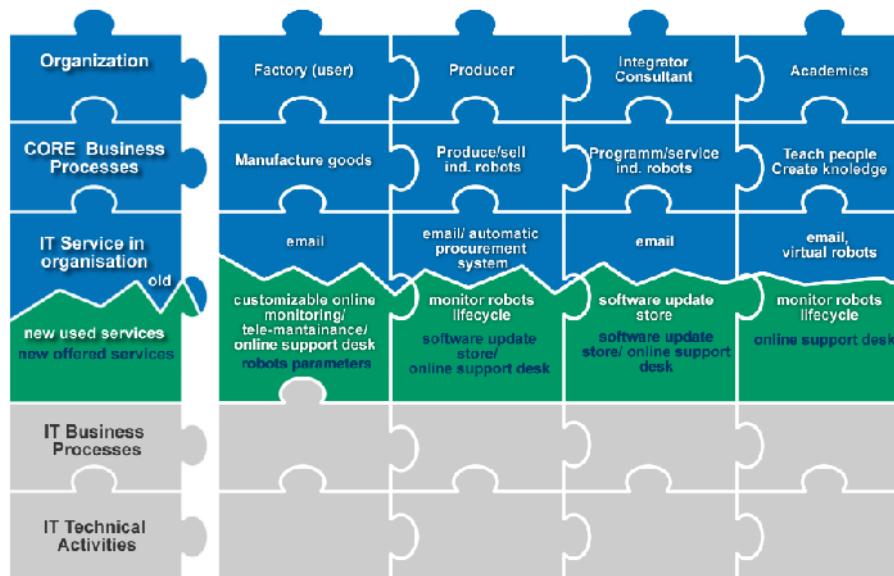 Organization
Factory (user)
Producer
Integrator
Consultant
Academics
CORE Business
Processes
Manufacture goods
Produce/sell
ind. robots
Programm/service
ind. robots
Teach people
Create knoledge
IT Service in
organisation
old
email
email/ automatic
procurement
system
email
email,
virtual robots
new used services
new offered services
customizable online
monitoring/
tele-mantainance/
online support desk
robots parameters
monitor robots
lifecycle
software update
store/
online support desk
software update
store
software update
store/ online support
desk
monitor robots
lifecycle
online support desk
IT Business
Processes
IT Technical
Activities